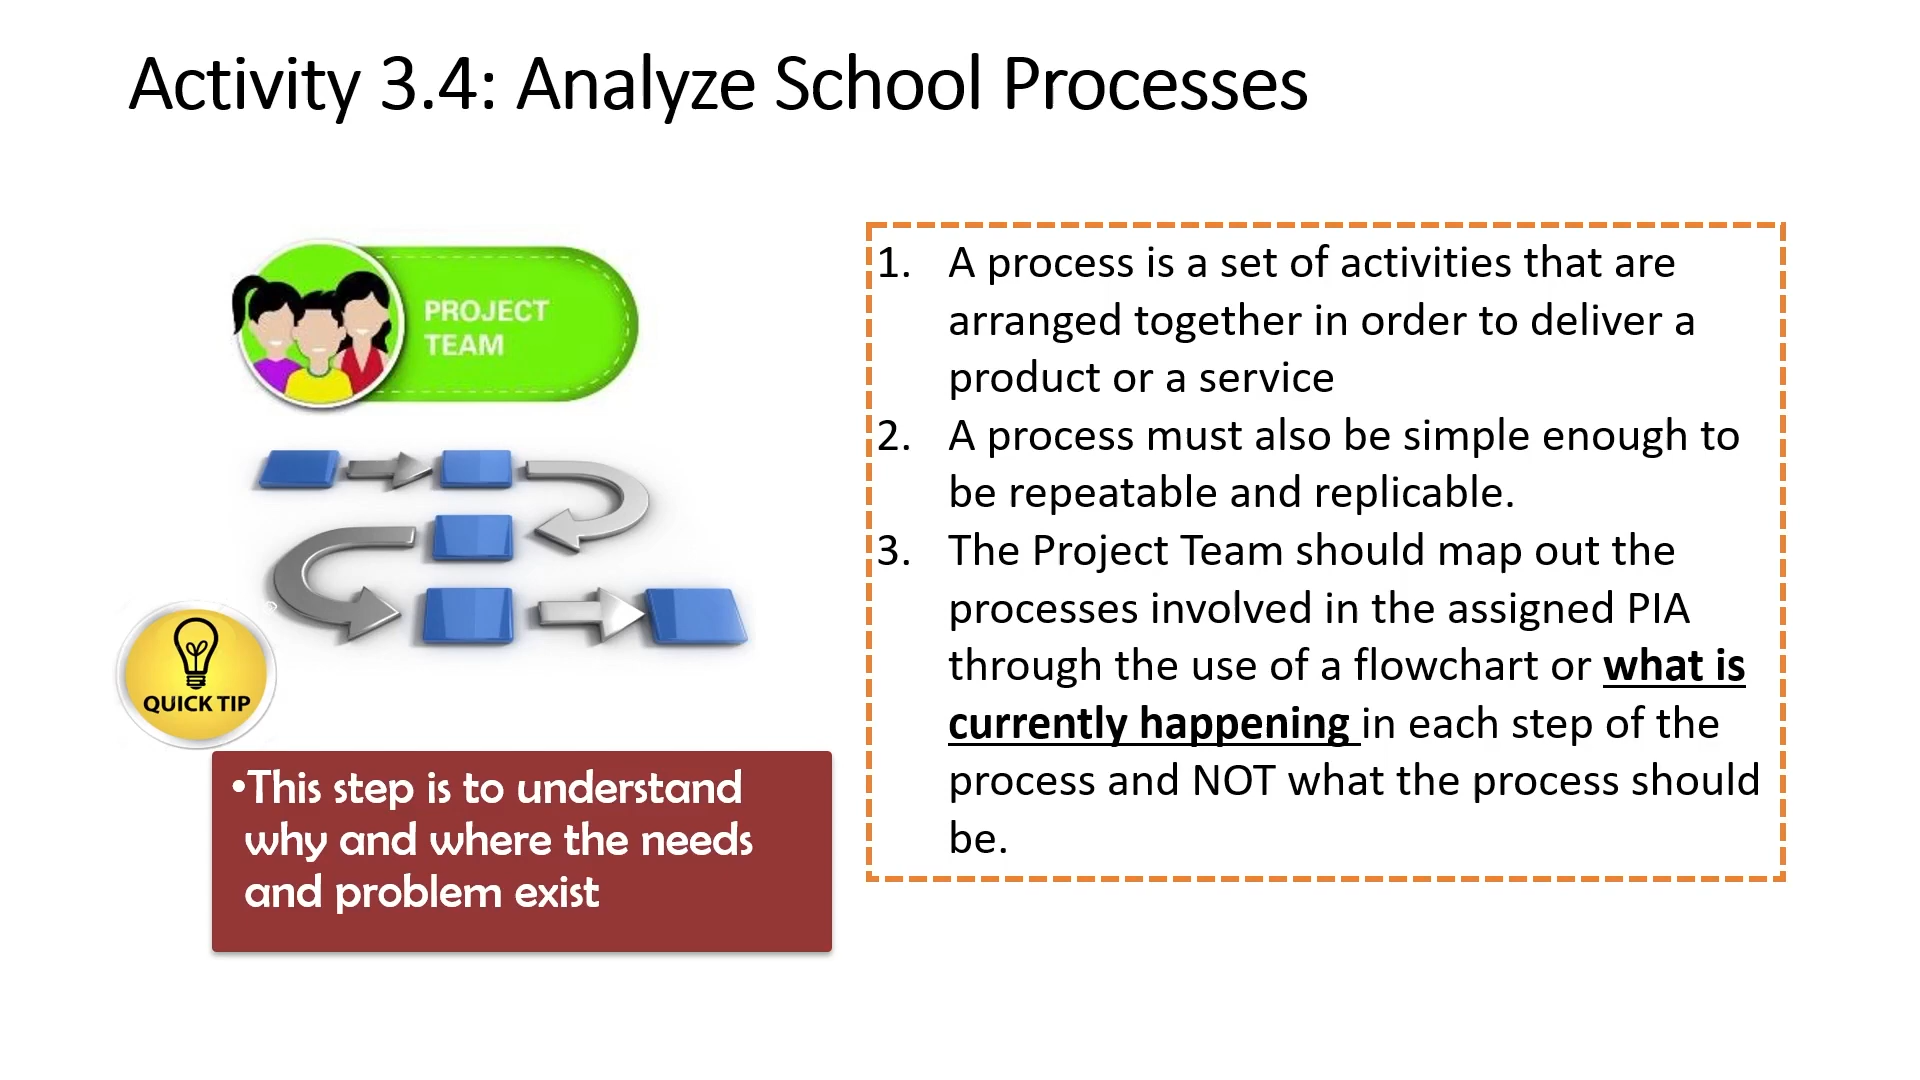 Activity 3.4: Analyze School Processes
PROJECT
TEAM
QUICK TIP
•This step is to understand
why and where the needs
and problem exist
1. A process is a set of activities that are
arranged together in order to deliver a
product or a service
2. A process must also be simple enough to
be repeatable and replicable.
3. The Project Team should map out the
processes involved in the assigned PIA
through the use of a flowchart or what is
currently happening in each step of the
process and NOT what the process should
be.